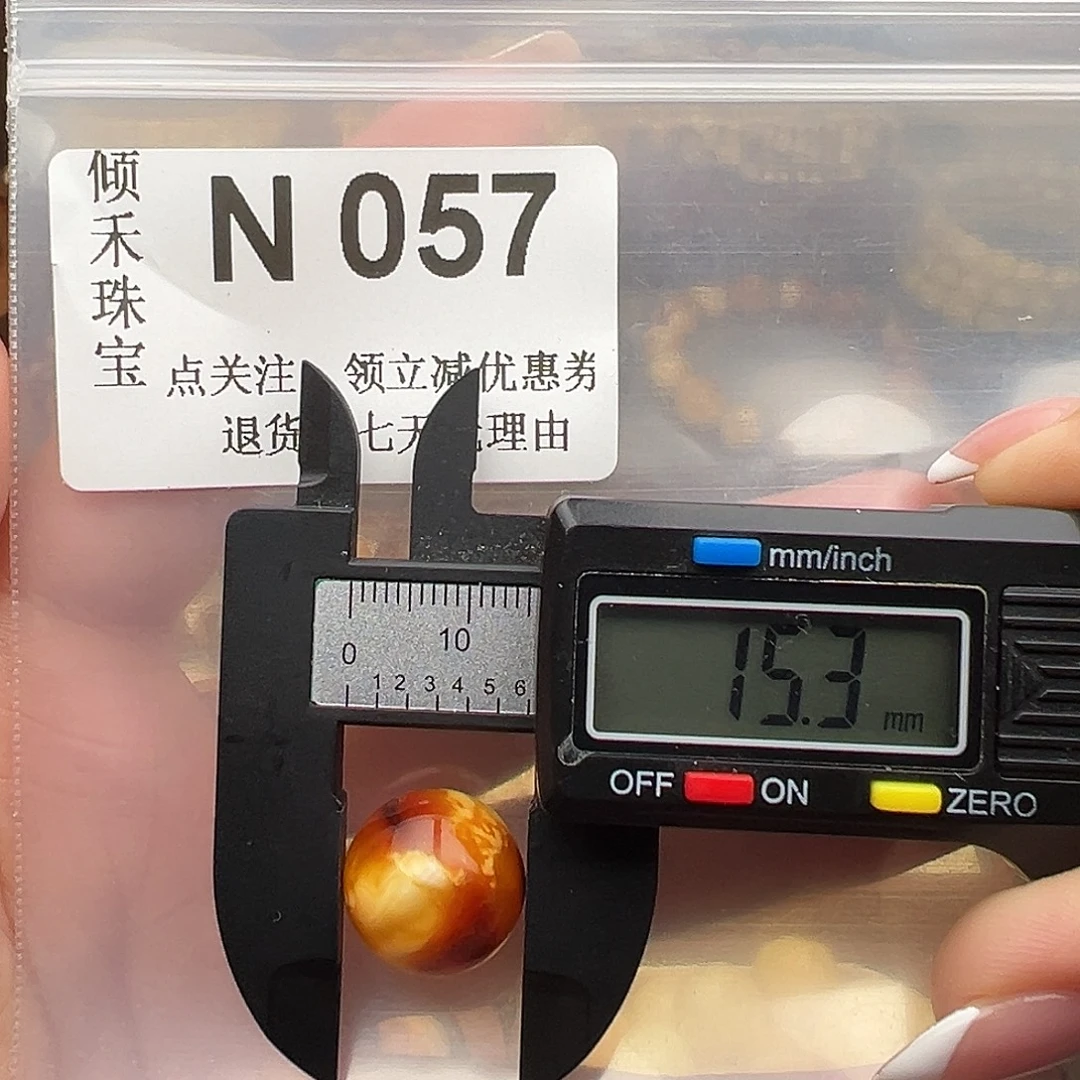 倾禾珠宝
N 057
点关注 领立减优惠券
退货 七天 理由
mm/inch
0 10
1 2 3 4 5 6
15.3 mm
OFF ON ZERO